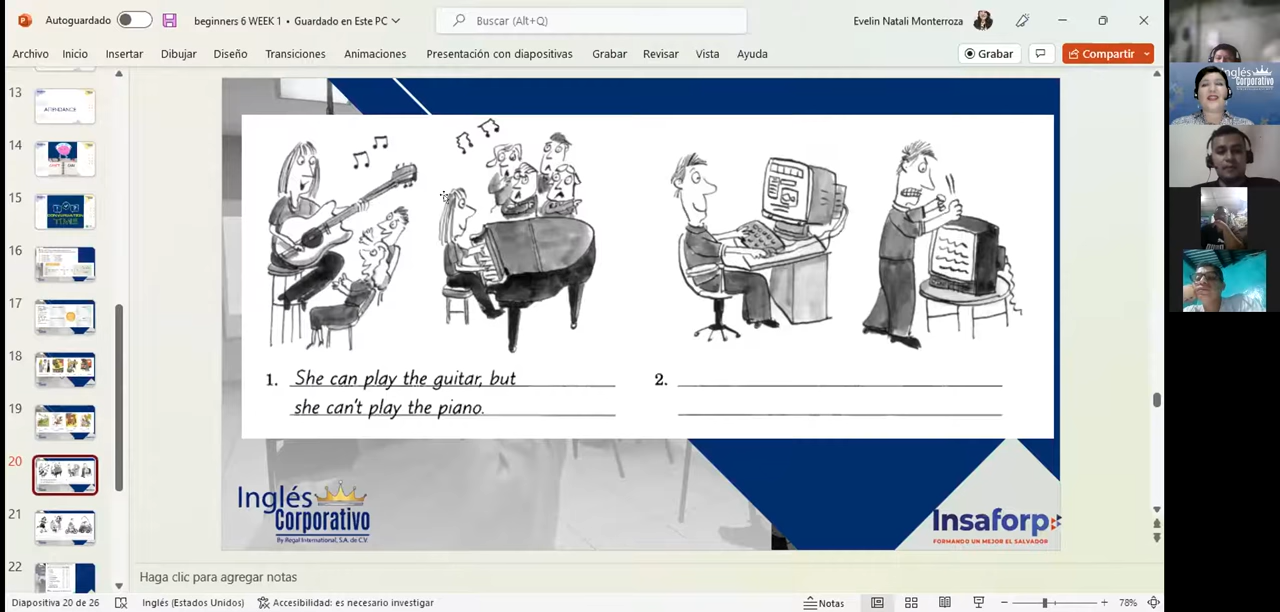 Autoguardado
beginners 6 WEEK 1 • Guardado en Este PC
Buscar (Alt+Q)
Evelin Natali Monterroza
Archivo Inicio Insertar Dibujar Diseño Transiciones Animaciones Presentación con diapositivas Grabar Revisar Vista Ayuda
Grabar
Compartir
13
ATTENDANCE
14
15
16
17
18
19
20
21
22
1. She can play the guitar, but
she can't play the piano.
2.
Inglés
Corporativo
By Regal International, S.A. de C.V.
Insaforp
FORMANDO UN MEJOR EL SALVADOR
Inglés
Corporativo
Haga clic para agregar notas
Diapositiva 20 de 26 Inglés (Estados Unidos) Accesibilidad: es necesario investigar Notas 78%